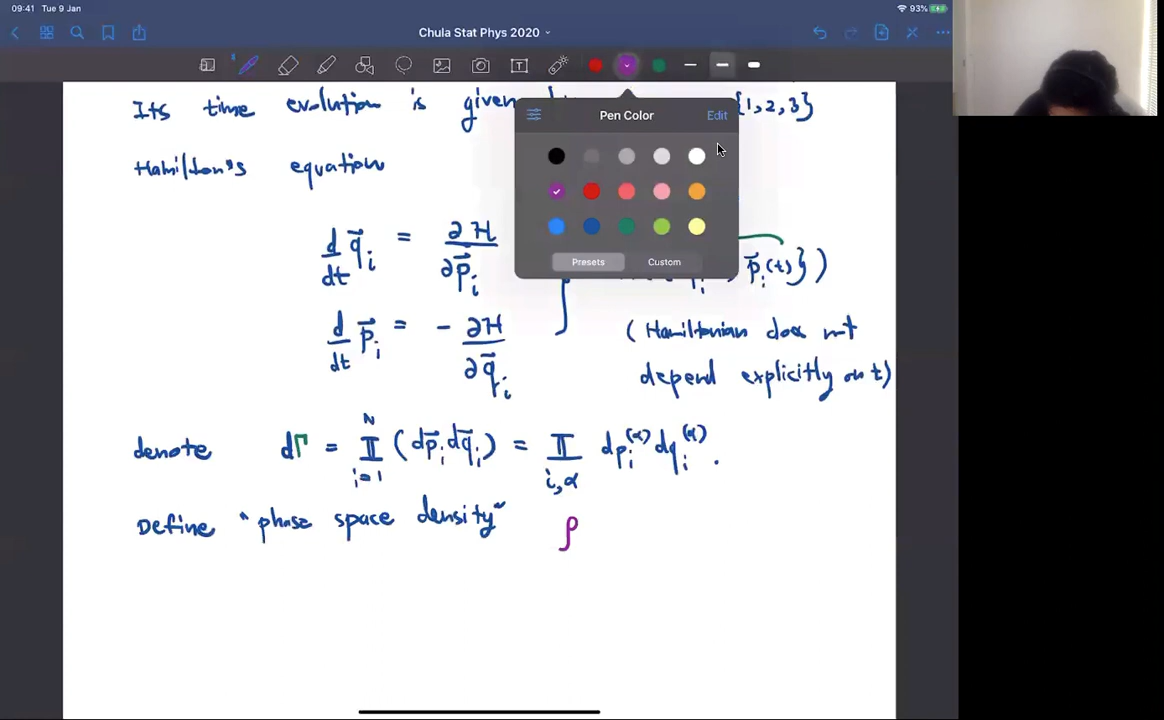 09:41 Tue 9 Jan 93%
Chula Stat Phys 2020
Its time evolution is given {1,2,3}
Pen Color Edit
Hamilton's equation
Presets Custom
d/dt q⃗_i = ∂H/∂p⃗_i p⃗_i(t)})
d/dt p⃗_i = - ∂H/∂q⃗_i (Hamiltonian does not
depend explicitly on t)
denote dΓ = ∏_{i=1}^{N} (dp⃗_i dq⃗_i) = ∏_{i,α} dp_i^{(α)} dq_i^{(α)}.
Define "phase space density" ρ